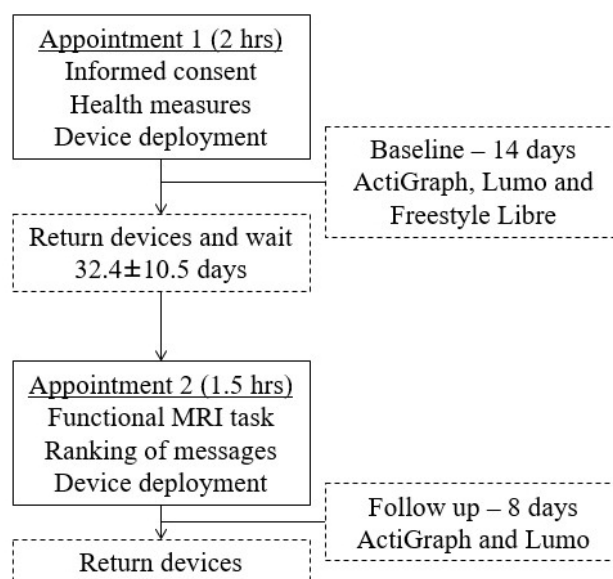 Appointment 1 (2 hrs)
Informed consent
Health measures
Device deployment
Baseline – 14 days
ActiGraph, Lumo and
Freestyle Libre
Return devices and wait
32.4±10.5 days
Appointment 2 (1.5 hrs)
Functional MRI task
Ranking of messages
Device deployment
Follow up – 8 days
ActiGraph and Lumo
Return devices